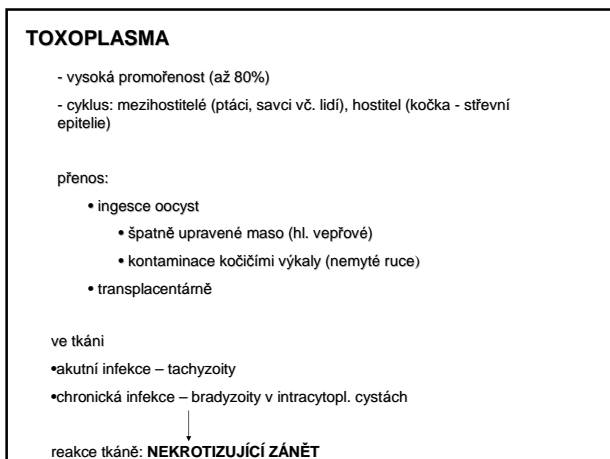 TOXOPLASMA
- vysoká promořenost (až 80%)
- cyklus: mezihostitelé (ptáci, savci vč. lidí), hostitel (kočka - střevní
epitelie)
přenos:
• ingesce oocyst
• špatně upravené maso (hl. vepřové)
• kontaminace kočičími výkaly (nemyté ruce)
• transplacentárně
ve tkáni
•akutní infekce – tachyzoity
•chronická infekce – bradyzoity v intracytopl. cystách
reakce tkáně: NEKROTIZUJÍCÍ ZÁNĚT